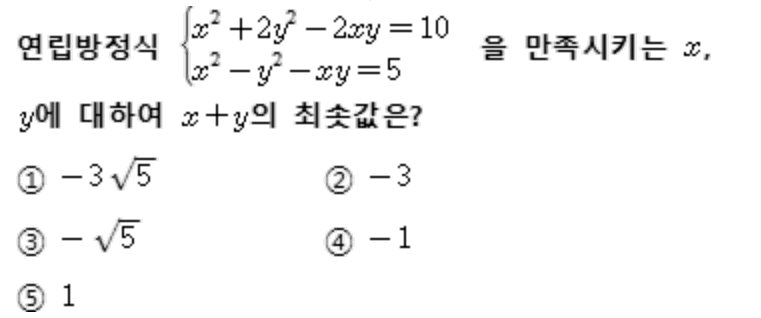 연립방정식 { x² + 2y² − 2xy = 10
x² − y² − xy = 5 을 만족시키는 x,
y에 대하여 x+y의 최솟값은?
① −3√5 ② −3
③ −√5 ④ −1
⑤ 1